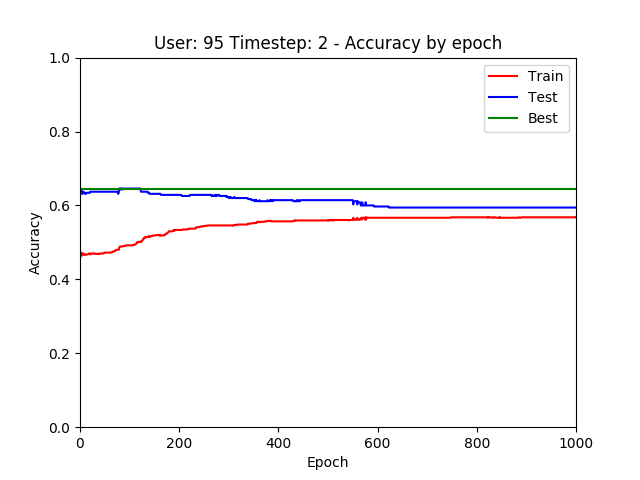 User: 95 Timestep: 2 - Accuracy by epoch
1.0
0.8
0.6
0.4
0.2
0.0
Accuracy
Train
Test
Best
0 200 400 600 800 1000
Epoch